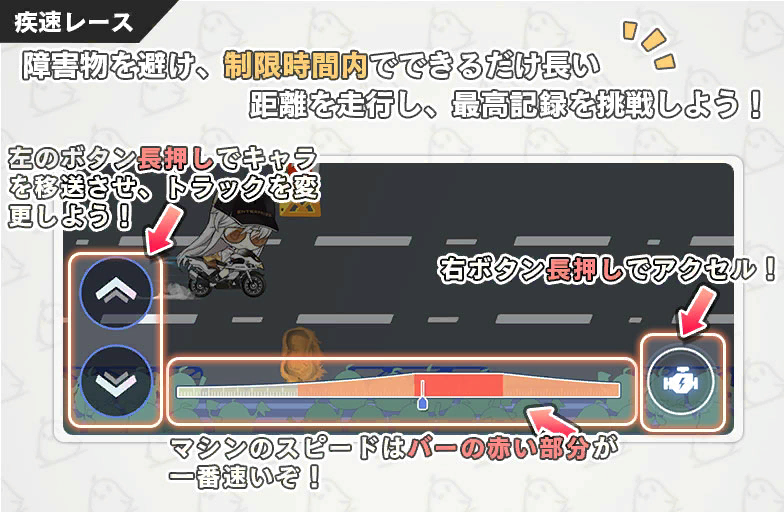 疾速レース
障害物を避け、制限時間内でできるだけ長い
距離を走行し、最高記録を挑戦しよう！
左のボタン長押しでキャラ
を移送させ、トラックを変
更しよう！
右ボタン長押しでアクセル！
マシンのスピードはバーの赤い部分が
一番速いぞ！